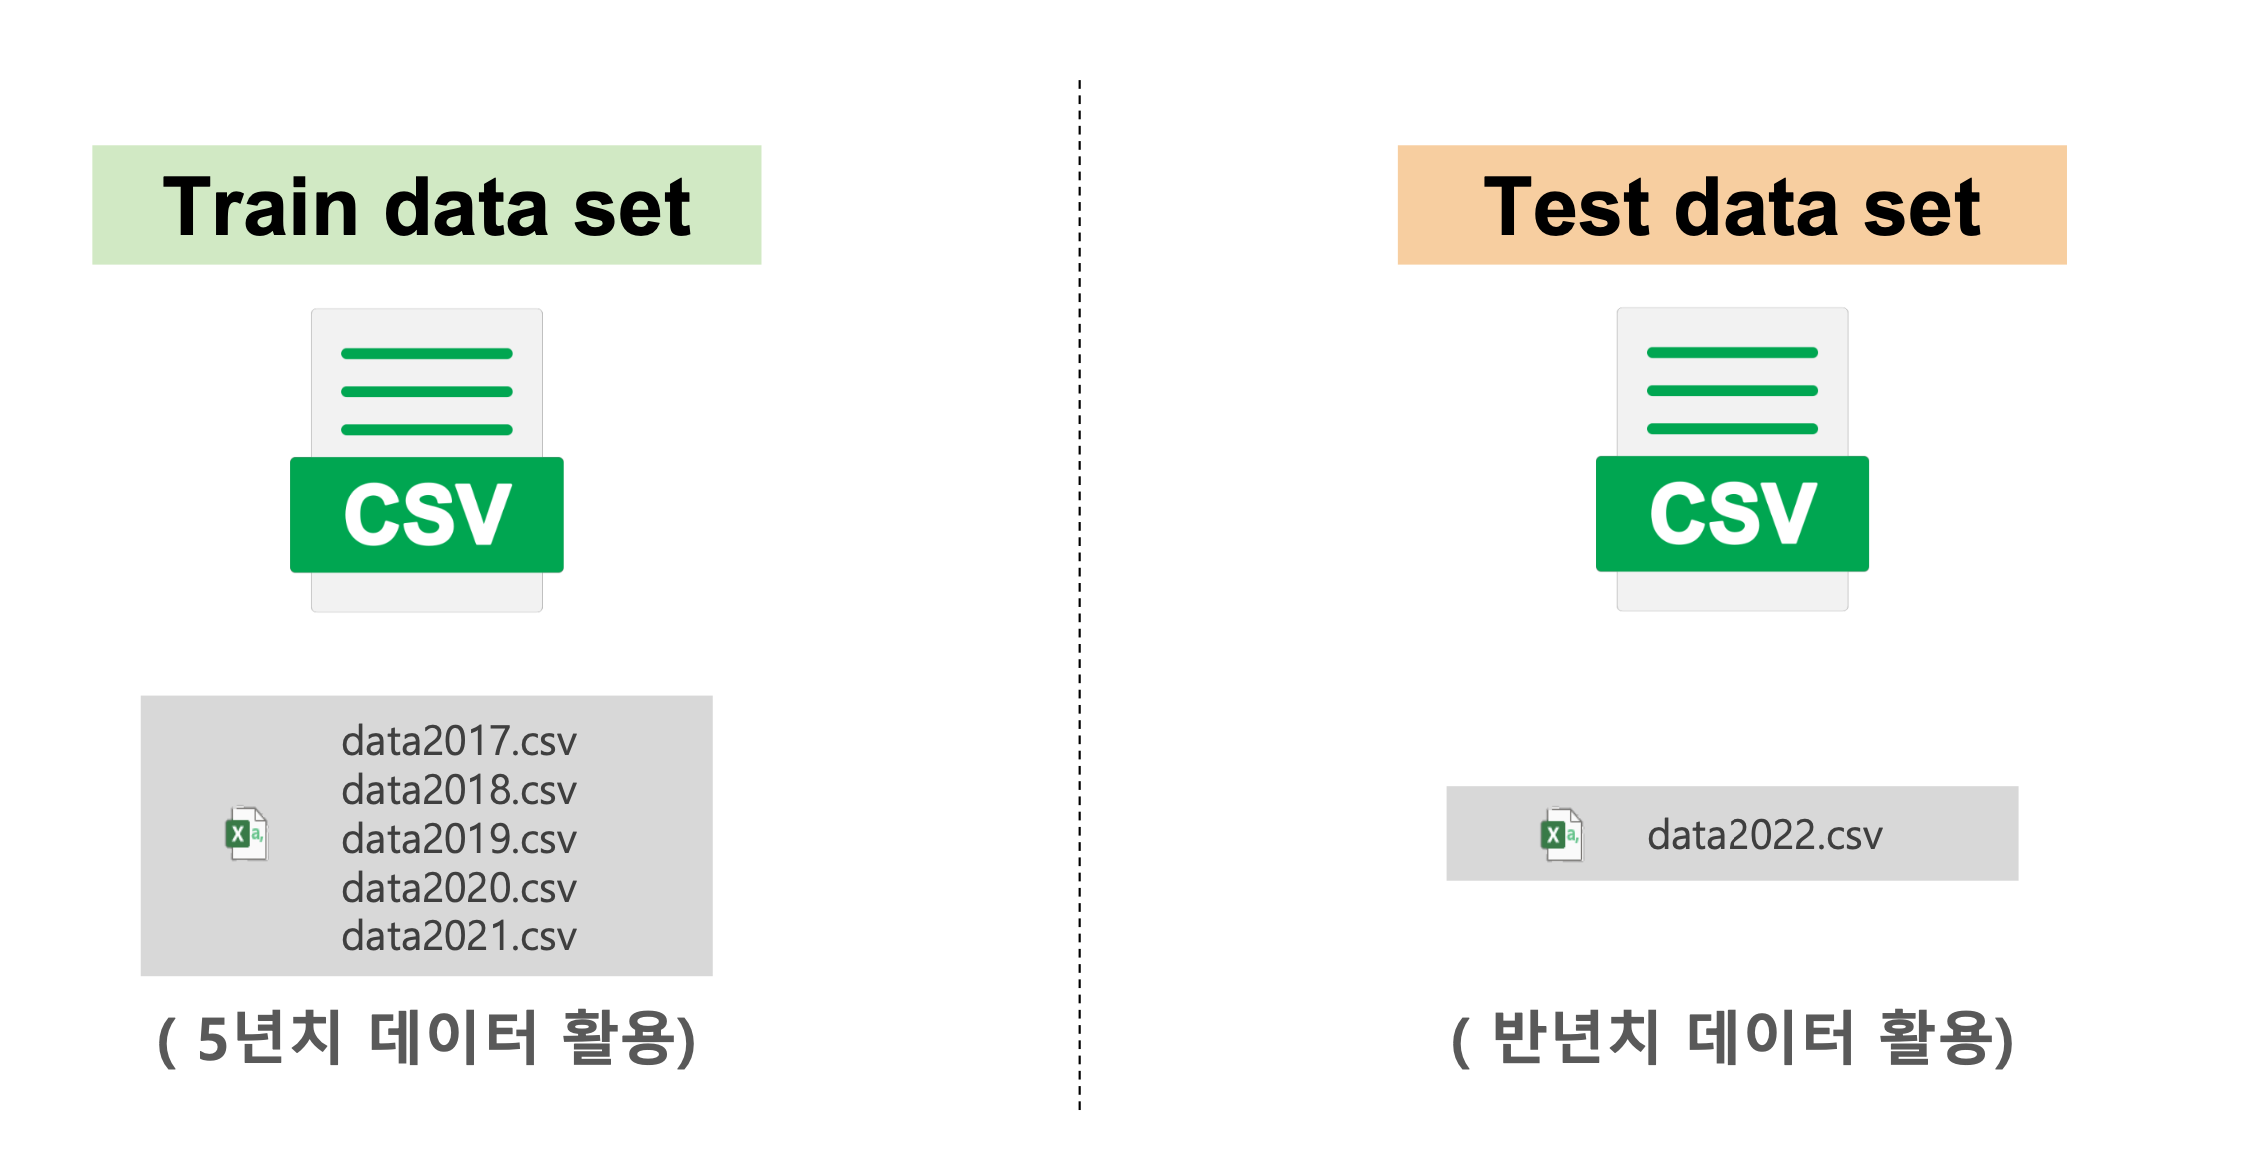 Train data set
CSV
data2017.csv
data2018.csv
data2019.csv
data2020.csv
data2021.csv
( 5년치 데이터 활용)
Test data set
CSV
data2022.csv
( 반년치 데이터 활용)